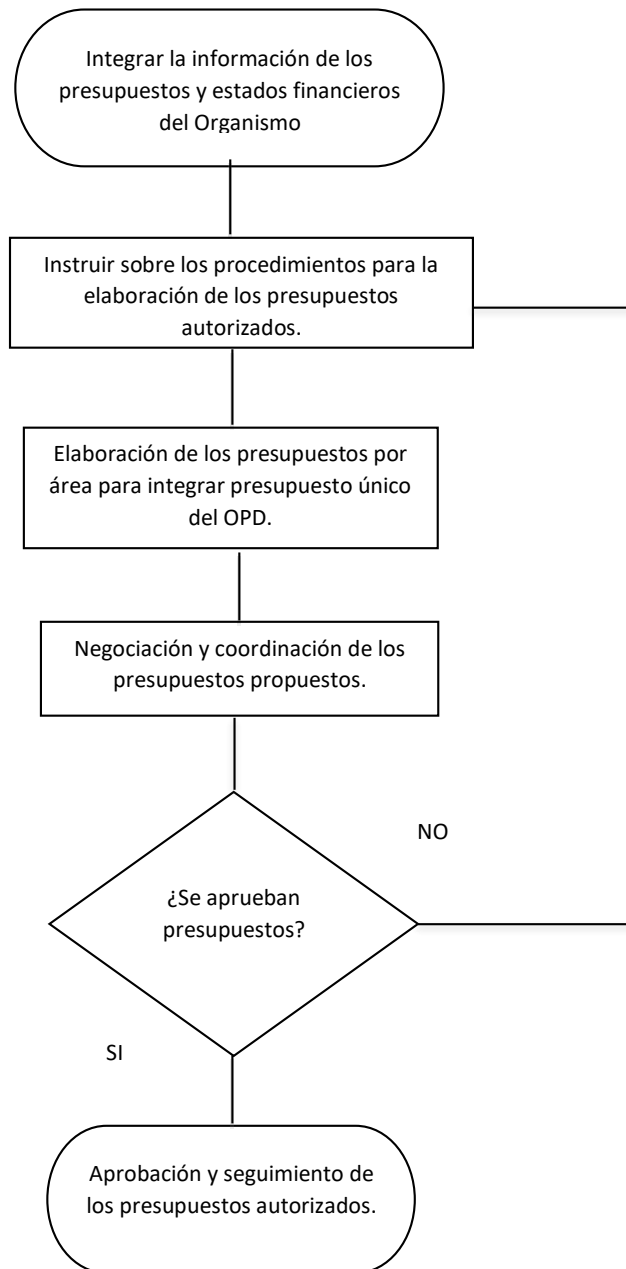 Integrar la información de los
presupuestos y estados financieros
del Organismo
Instruir sobre los procedimientos para la
elaboración de los presupuestos
autorizados.
Elaboración de los presupuestos por
área para integrar presupuesto único
del OPD.
Negociación y coordinación de los
presupuestos propuestos.
NO
¿Se aprueban
presupuestos?
SI
Aprobación y seguimiento de
los presupuestos autorizados.